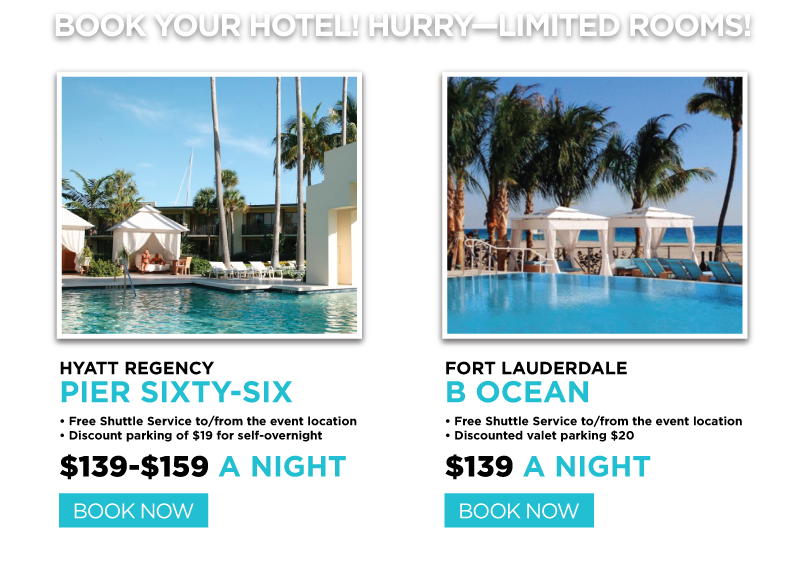 BOOK YOUR HOTEL! HURRY—LIMITED ROOMS!
HYATT REGENCY
PIER SIXTY-SIX
• Free Shuttle Service to/from the event location
• Discount parking of $19 for self-overnight
$139-$159 A NIGHT
BOOK NOW
FORT LAUDERDALE
B OCEAN
• Free Shuttle Service to/from the event location
• Discounted valet parking $20
$139 A NIGHT
BOOK NOW